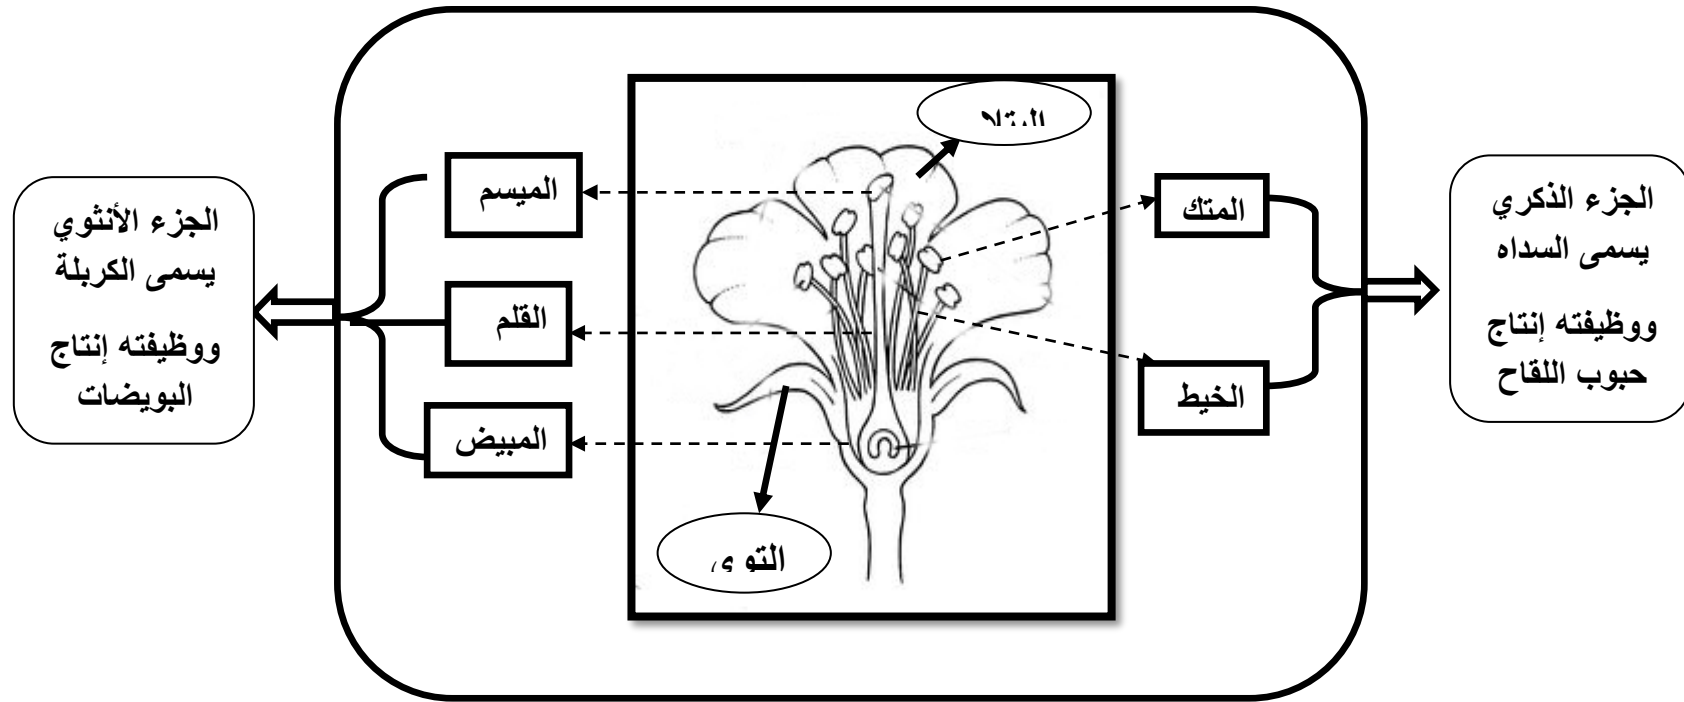 الجزء الذكري
يسمى السداه
ووظيفته إنتاج
حبوب اللقاح
المتك
الخيط
الميسم
القلم
المبيض
الجزء الأنثوي
يسمى الكربلة
ووظيفته إنتاج
البويضات